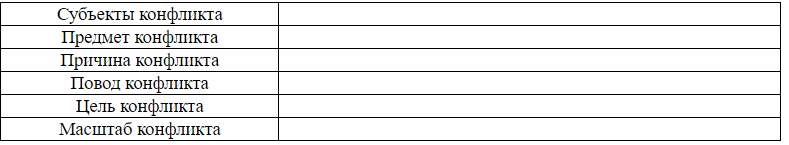 Субъекты конфликта
Предмет конфликта
Причина конфликта
Повод конфликта
Цель конфликта
Масштаб конфликта